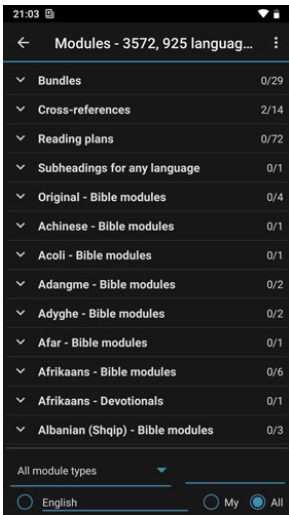 21:03
Modules - 3572, 925 languag...
Bundles 0/29
Cross-references 2/14
Reading plans 0/72
Subheadings for any language 0/1
Original - Bible modules 0/4
Achinese - Bible modules 0/1
Acoli - Bible modules 0/1
Adangme - Bible modules 0/2
Adyghe - Bible modules 0/2
Afar - Bible modules 0/1
Afrikaans - Bible modules 0/6
Afrikaans - Devotionals 0/1
Albanian (Shqip) - Bible modules 0/3
All module types
English My All